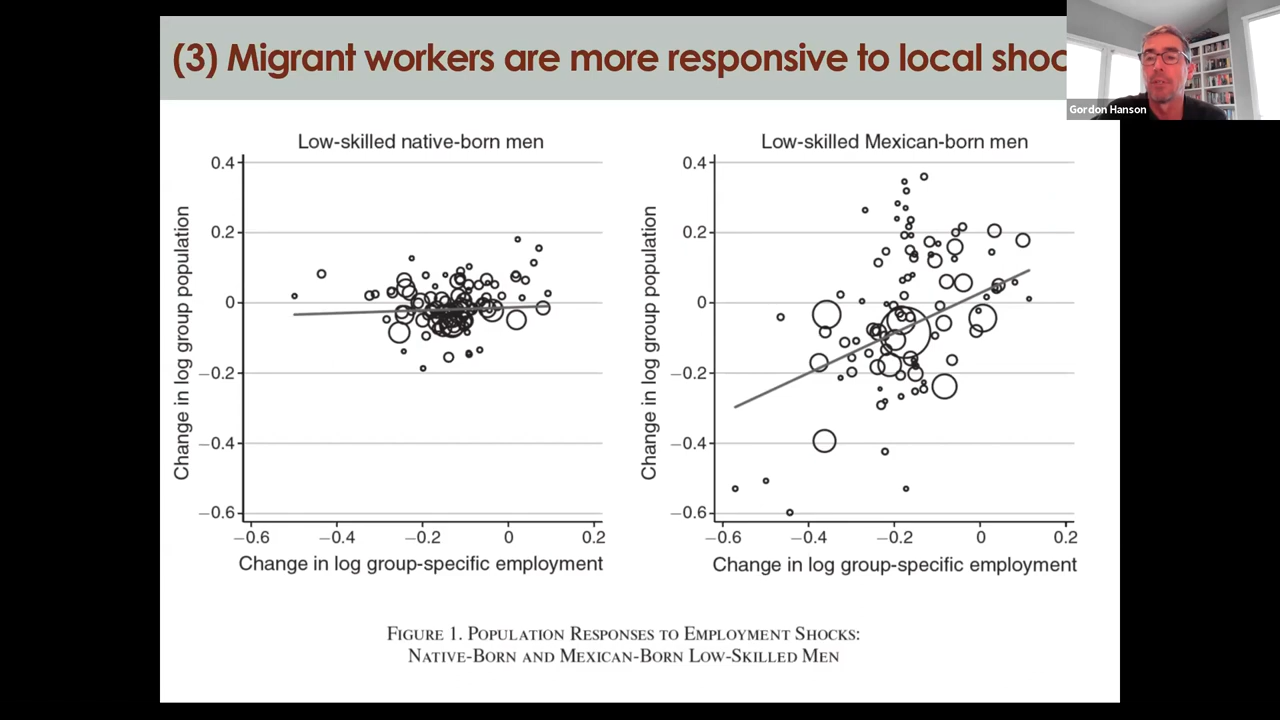 (3) Migrant workers are more responsive to local shoc
Gordon Hanson
Low-skilled native-born men
Low-skilled Mexican-born men
Change in log group population
0.4
0.2
0
−0.2
−0.4
−0.6
−0.6 −0.4 −0.2 0 0.2
Change in log group-specific employment
Change in log group population
0.4
0.2
0
−0.2
−0.4
−0.6
−0.6 −0.4 −0.2 0 0.2
Change in log group-specific employment
FIGURE 1. POPULATION RESPONSES TO EMPLOYMENT SHOCKS:
NATIVE-BORN AND MEXICAN-BORN LOW-SKILLED MEN